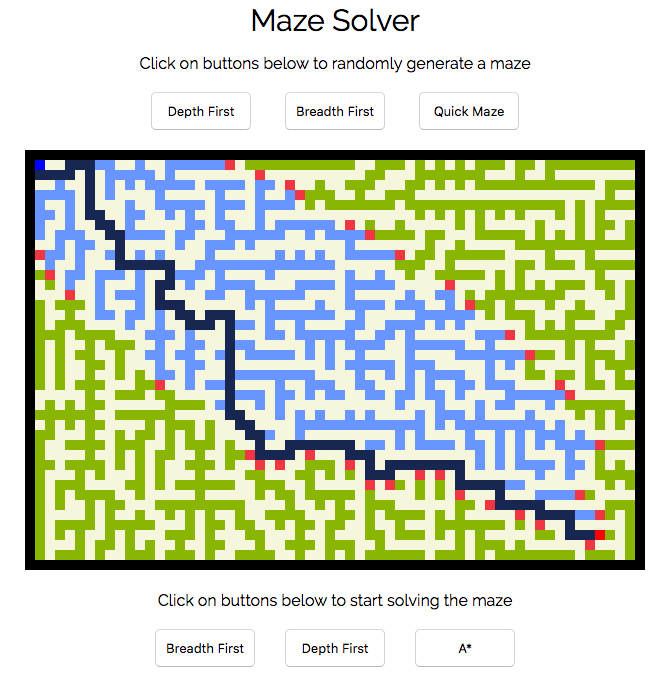 Maze Solver
Click on buttons below to randomly generate a maze
Depth First
Breadth First
Quick Maze
Click on buttons below to start solving the maze
Breadth First
Depth First
A*